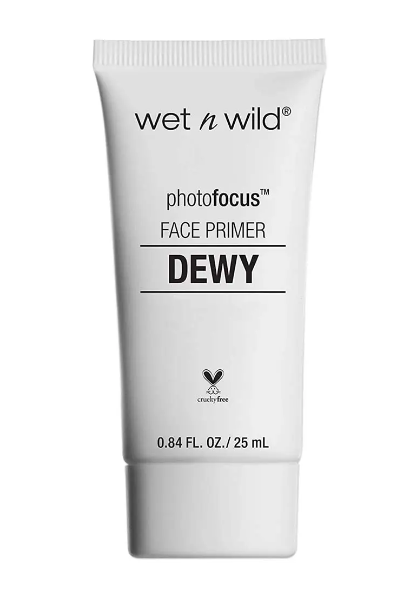 wet n wild®
photofocus™
FACE PRIMER
DEWY
crueltyfree
0.84 FL. OZ./ 25 mL